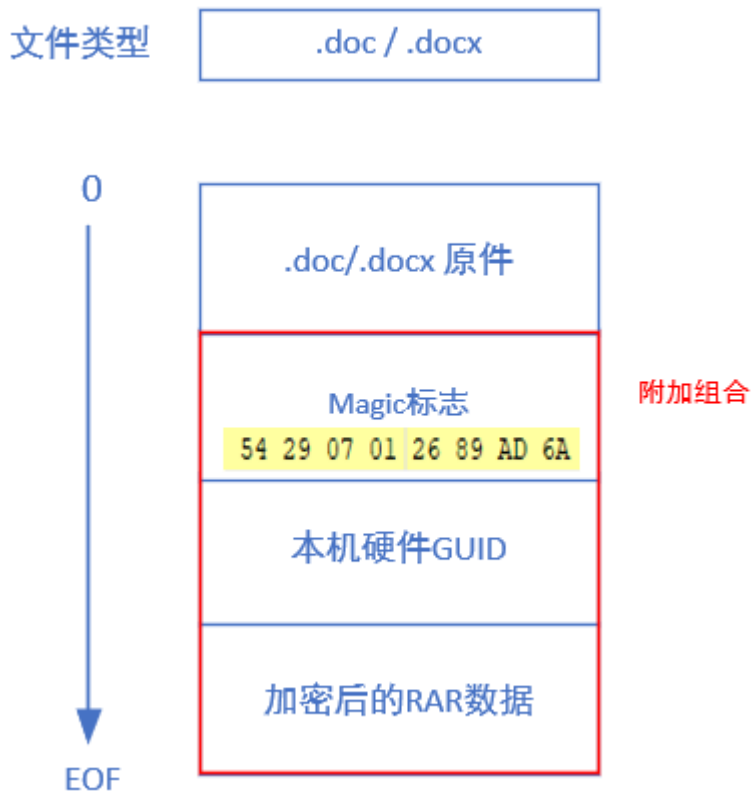 文件类型
.doc / .docx
0
.doc/.docx 原件
Magic标志
54 29 07 01 26 89 AD 6A
附加组合
本机硬件GUID
加密后的RAR数据
EOF